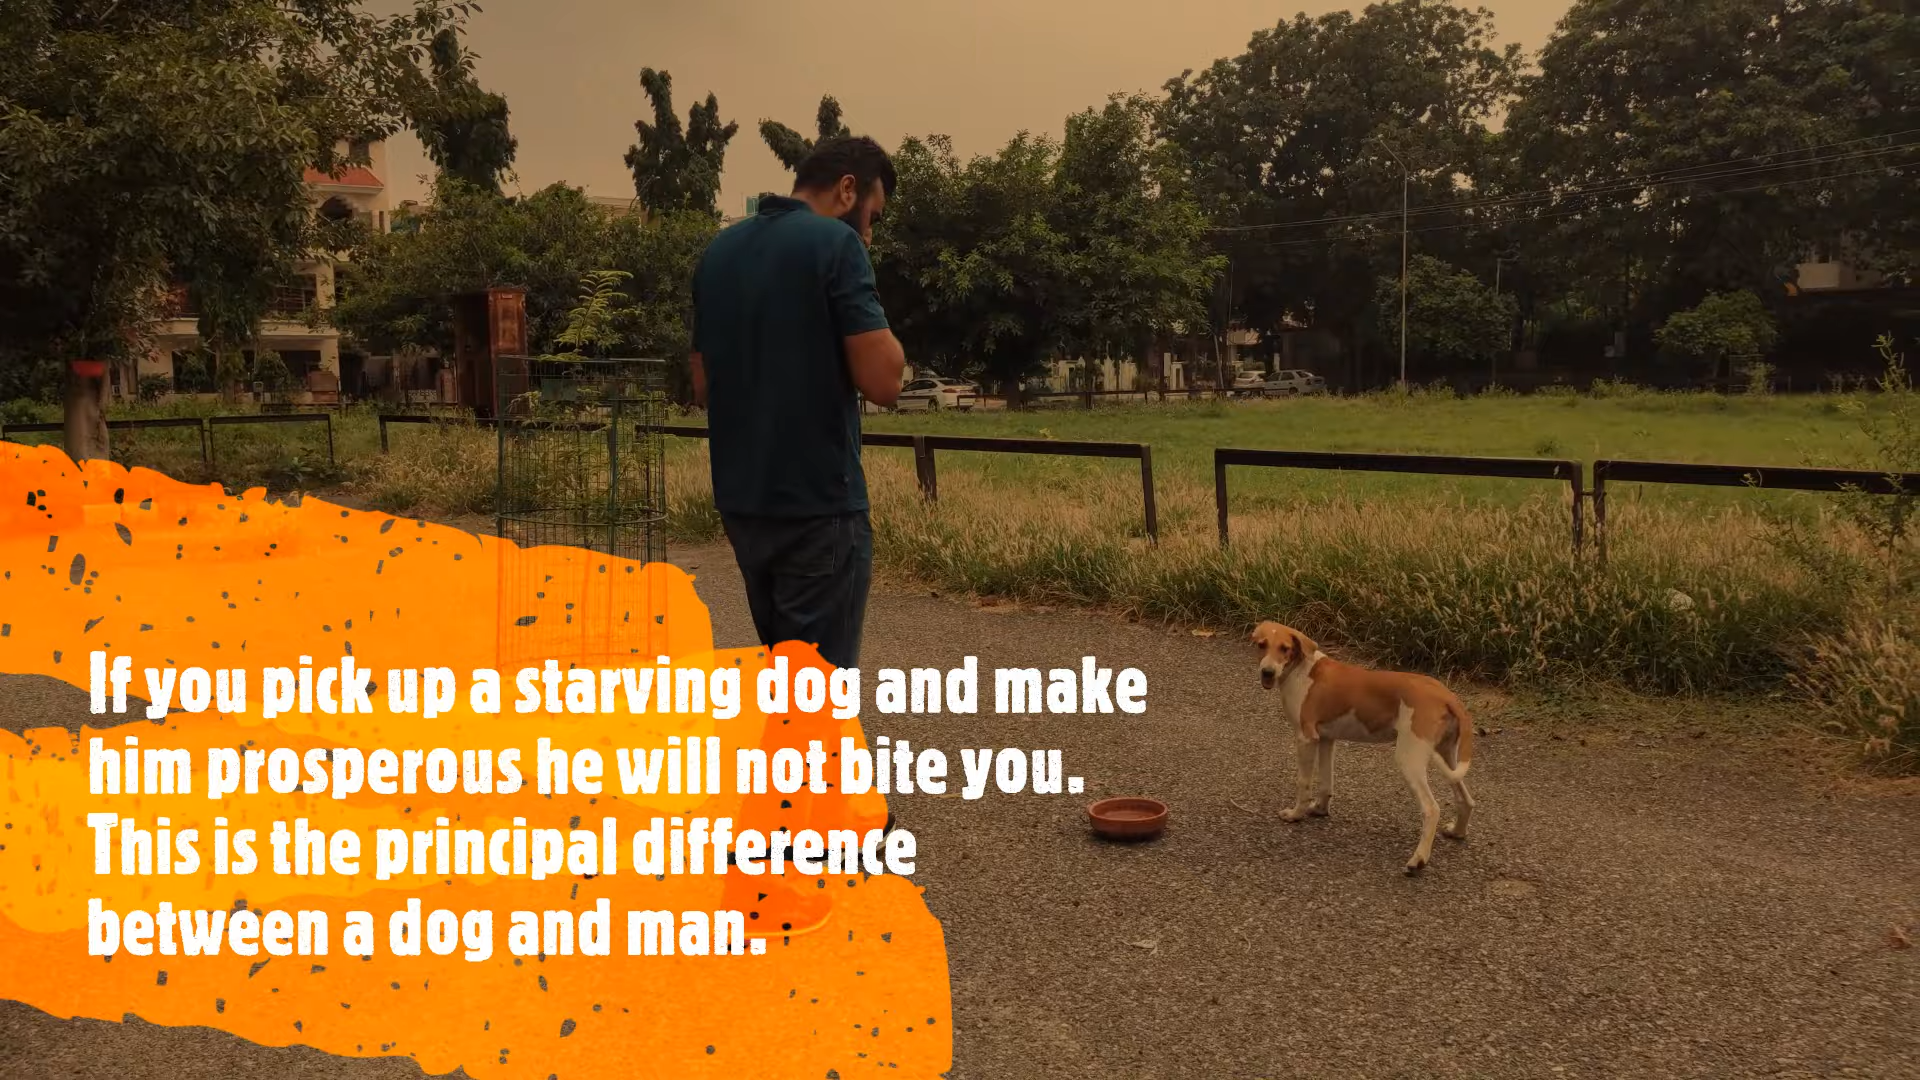 If you pick up a starving dog and make
him prosperous he will not bite you.
This is the principal difference
between a dog and man.